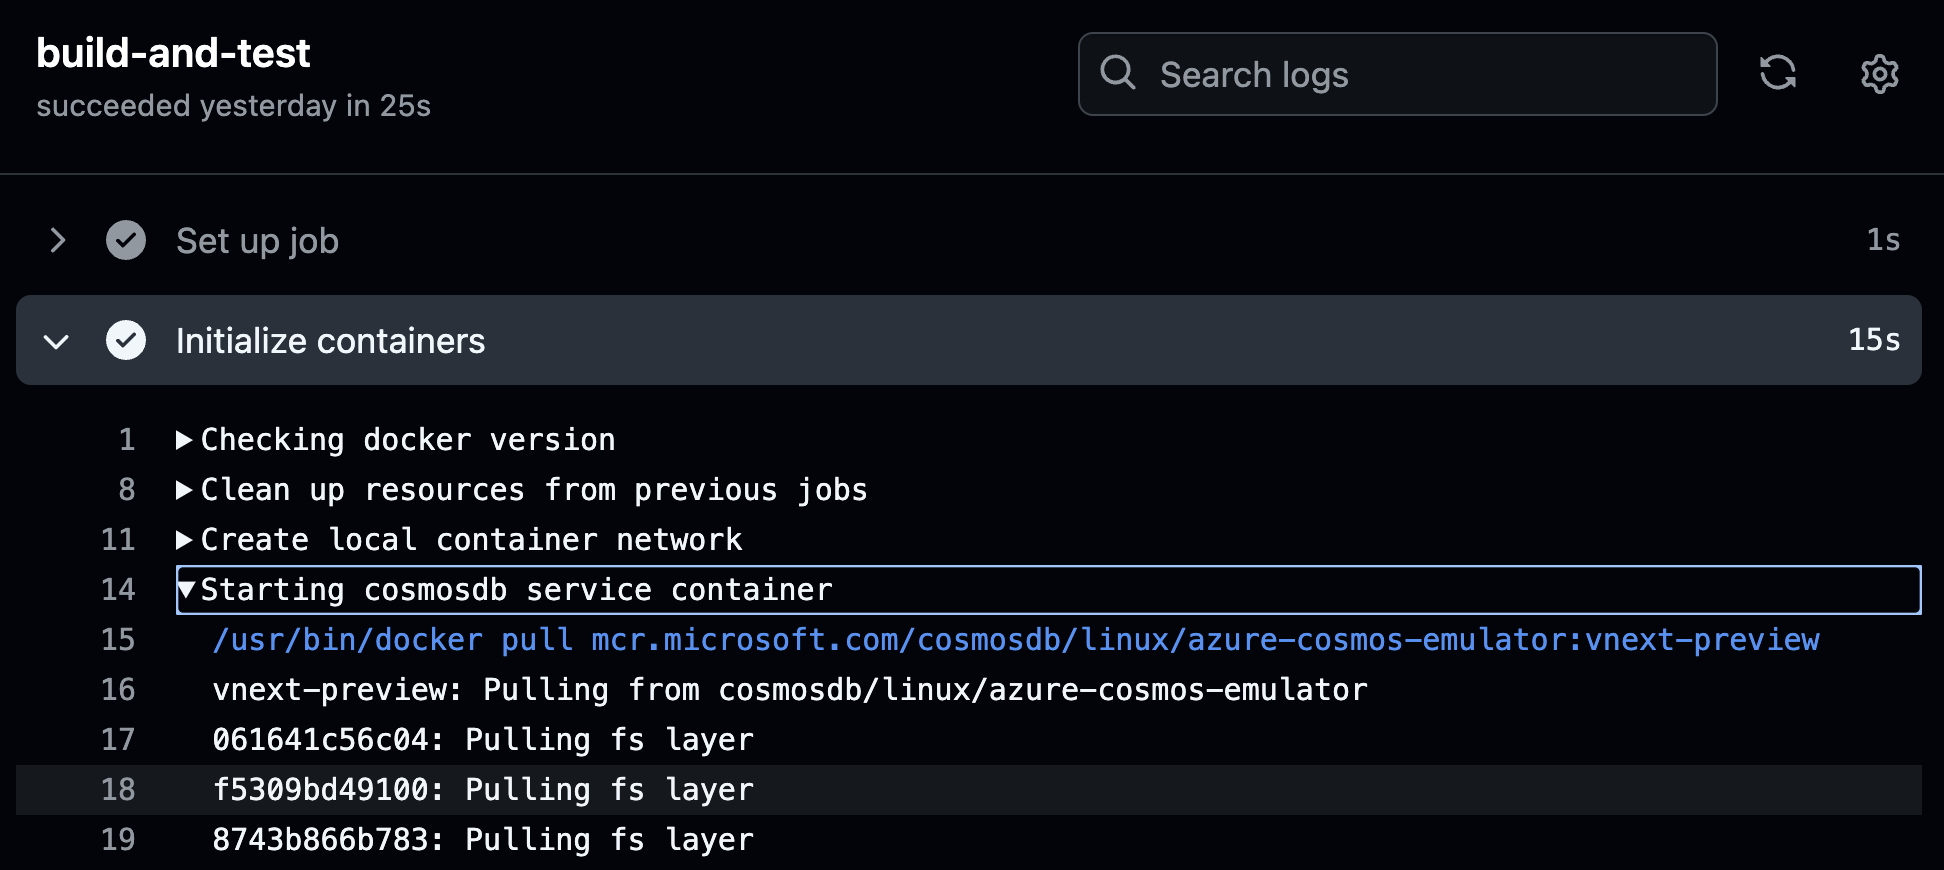 build-and-test
succeeded yesterday in 25s
Search logs
Set up job 1s
Initialize containers 15s
1 Checking docker version
8 Clean up resources from previous jobs
11 Create local container network
14 Starting cosmosdb service container
15 /usr/bin/docker pull mcr.microsoft.com/cosmosdb/linux/azure-cosmos-emulator:vnext-preview
16 vnext-preview: Pulling from cosmosdb/linux/azure-cosmos-emulator
17 061641c56c04: Pulling fs layer
18 f5309bd49100: Pulling fs layer
19 8743b866b783: Pulling fs layer